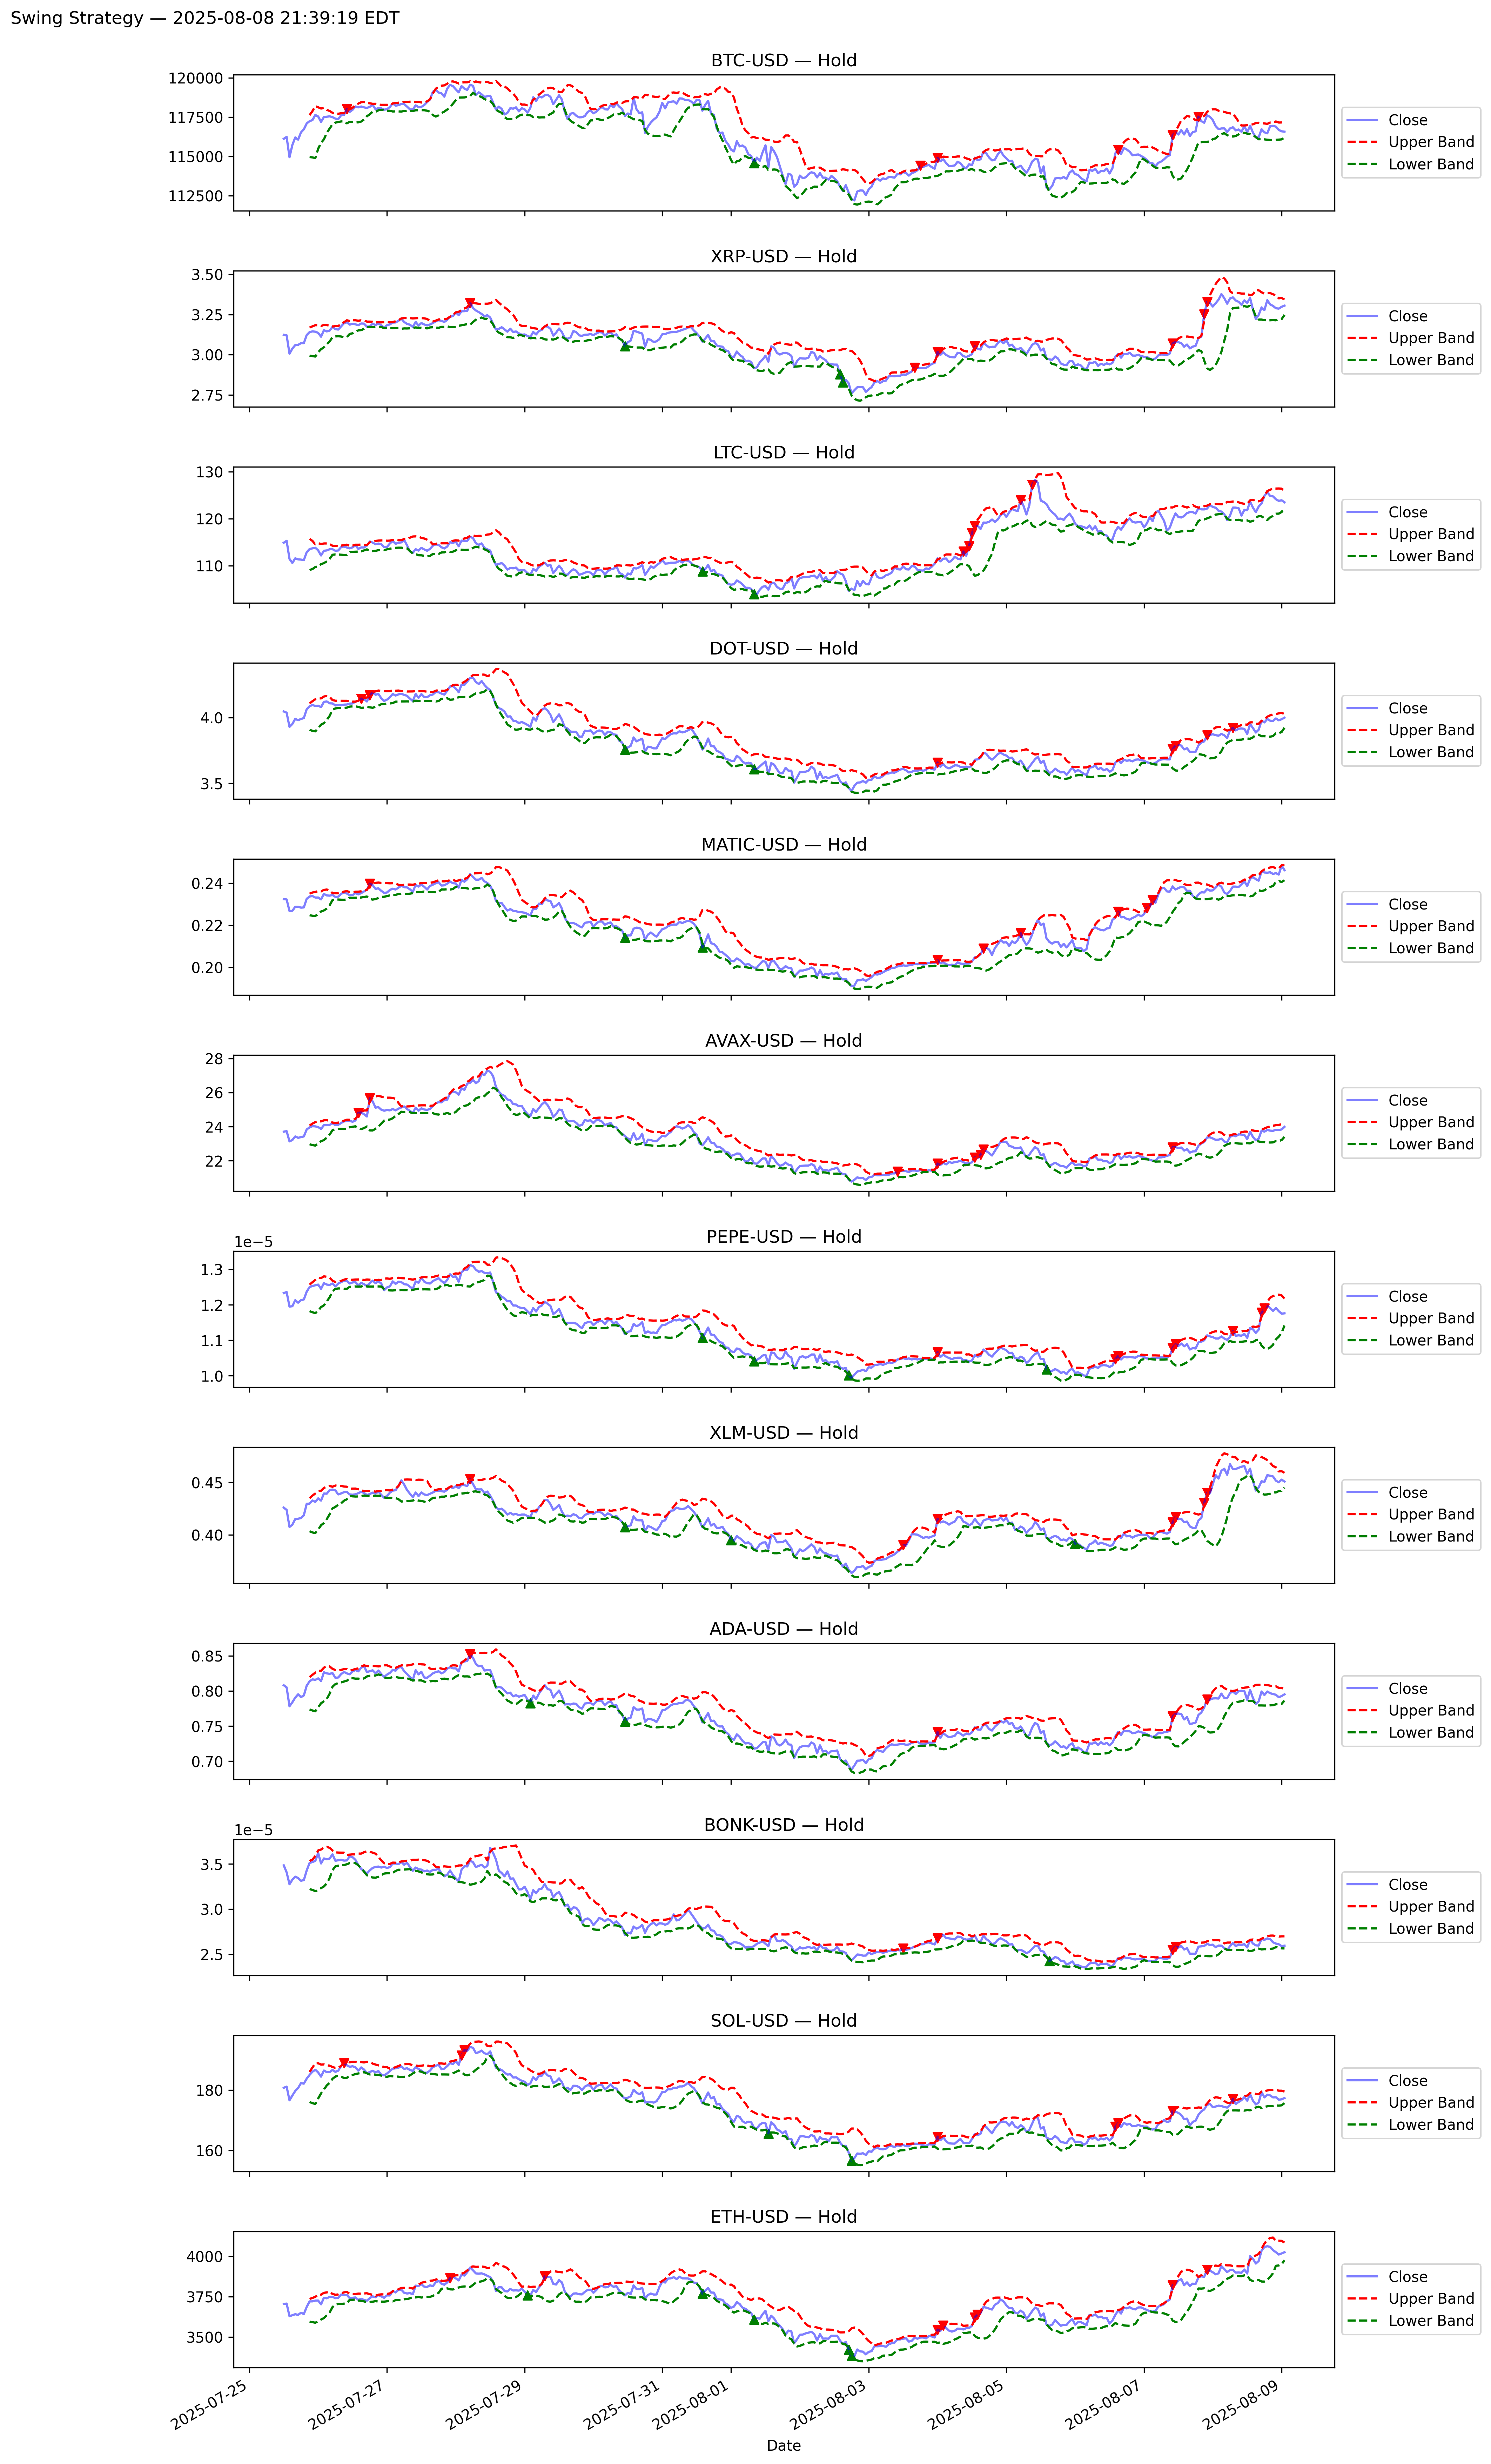 Swing Strategy — 2025-08-08 21:39:19 EDT
BTC-USD — Hold
120000
117500
115000
112500
Close
Upper Band
Lower Band
XRP-USD — Hold
3.50
3.25
3.00
2.75
Close
Upper Band
Lower Band
LTC-USD — Hold
130
120
110
Close
Upper Band
Lower Band
DOT-USD — Hold
4.0
3.5
Close
Upper Band
Lower Band
MATIC-USD — Hold
0.24
0.22
0.20
Close
Upper Band
Lower Band
AVAX-USD — Hold
28
26
24
22
Close
Upper Band
Lower Band
PEPE-USD — Hold
1e−5
1.3
1.2
1.1
1.0
Close
Upper Band
Lower Band
XLM-USD — Hold
0.45
0.40
Close
Upper Band
Lower Band
ADA-USD — Hold
0.85
0.80
0.75
0.70
Close
Upper Band
Lower Band
BONK-USD — Hold
1e−5
3.5
3.0
2.5
Close
Upper Band
Lower Band
SOL-USD — Hold
180
160
Close
Upper Band
Lower Band
ETH-USD — Hold
4000
3750
3500
Close
Upper Band
Lower Band
2025-07-25
2025-07-27
2025-07-29
2025-07-31
2025-08-01
2025-08-03
2025-08-05
2025-08-07
2025-08-09
Date